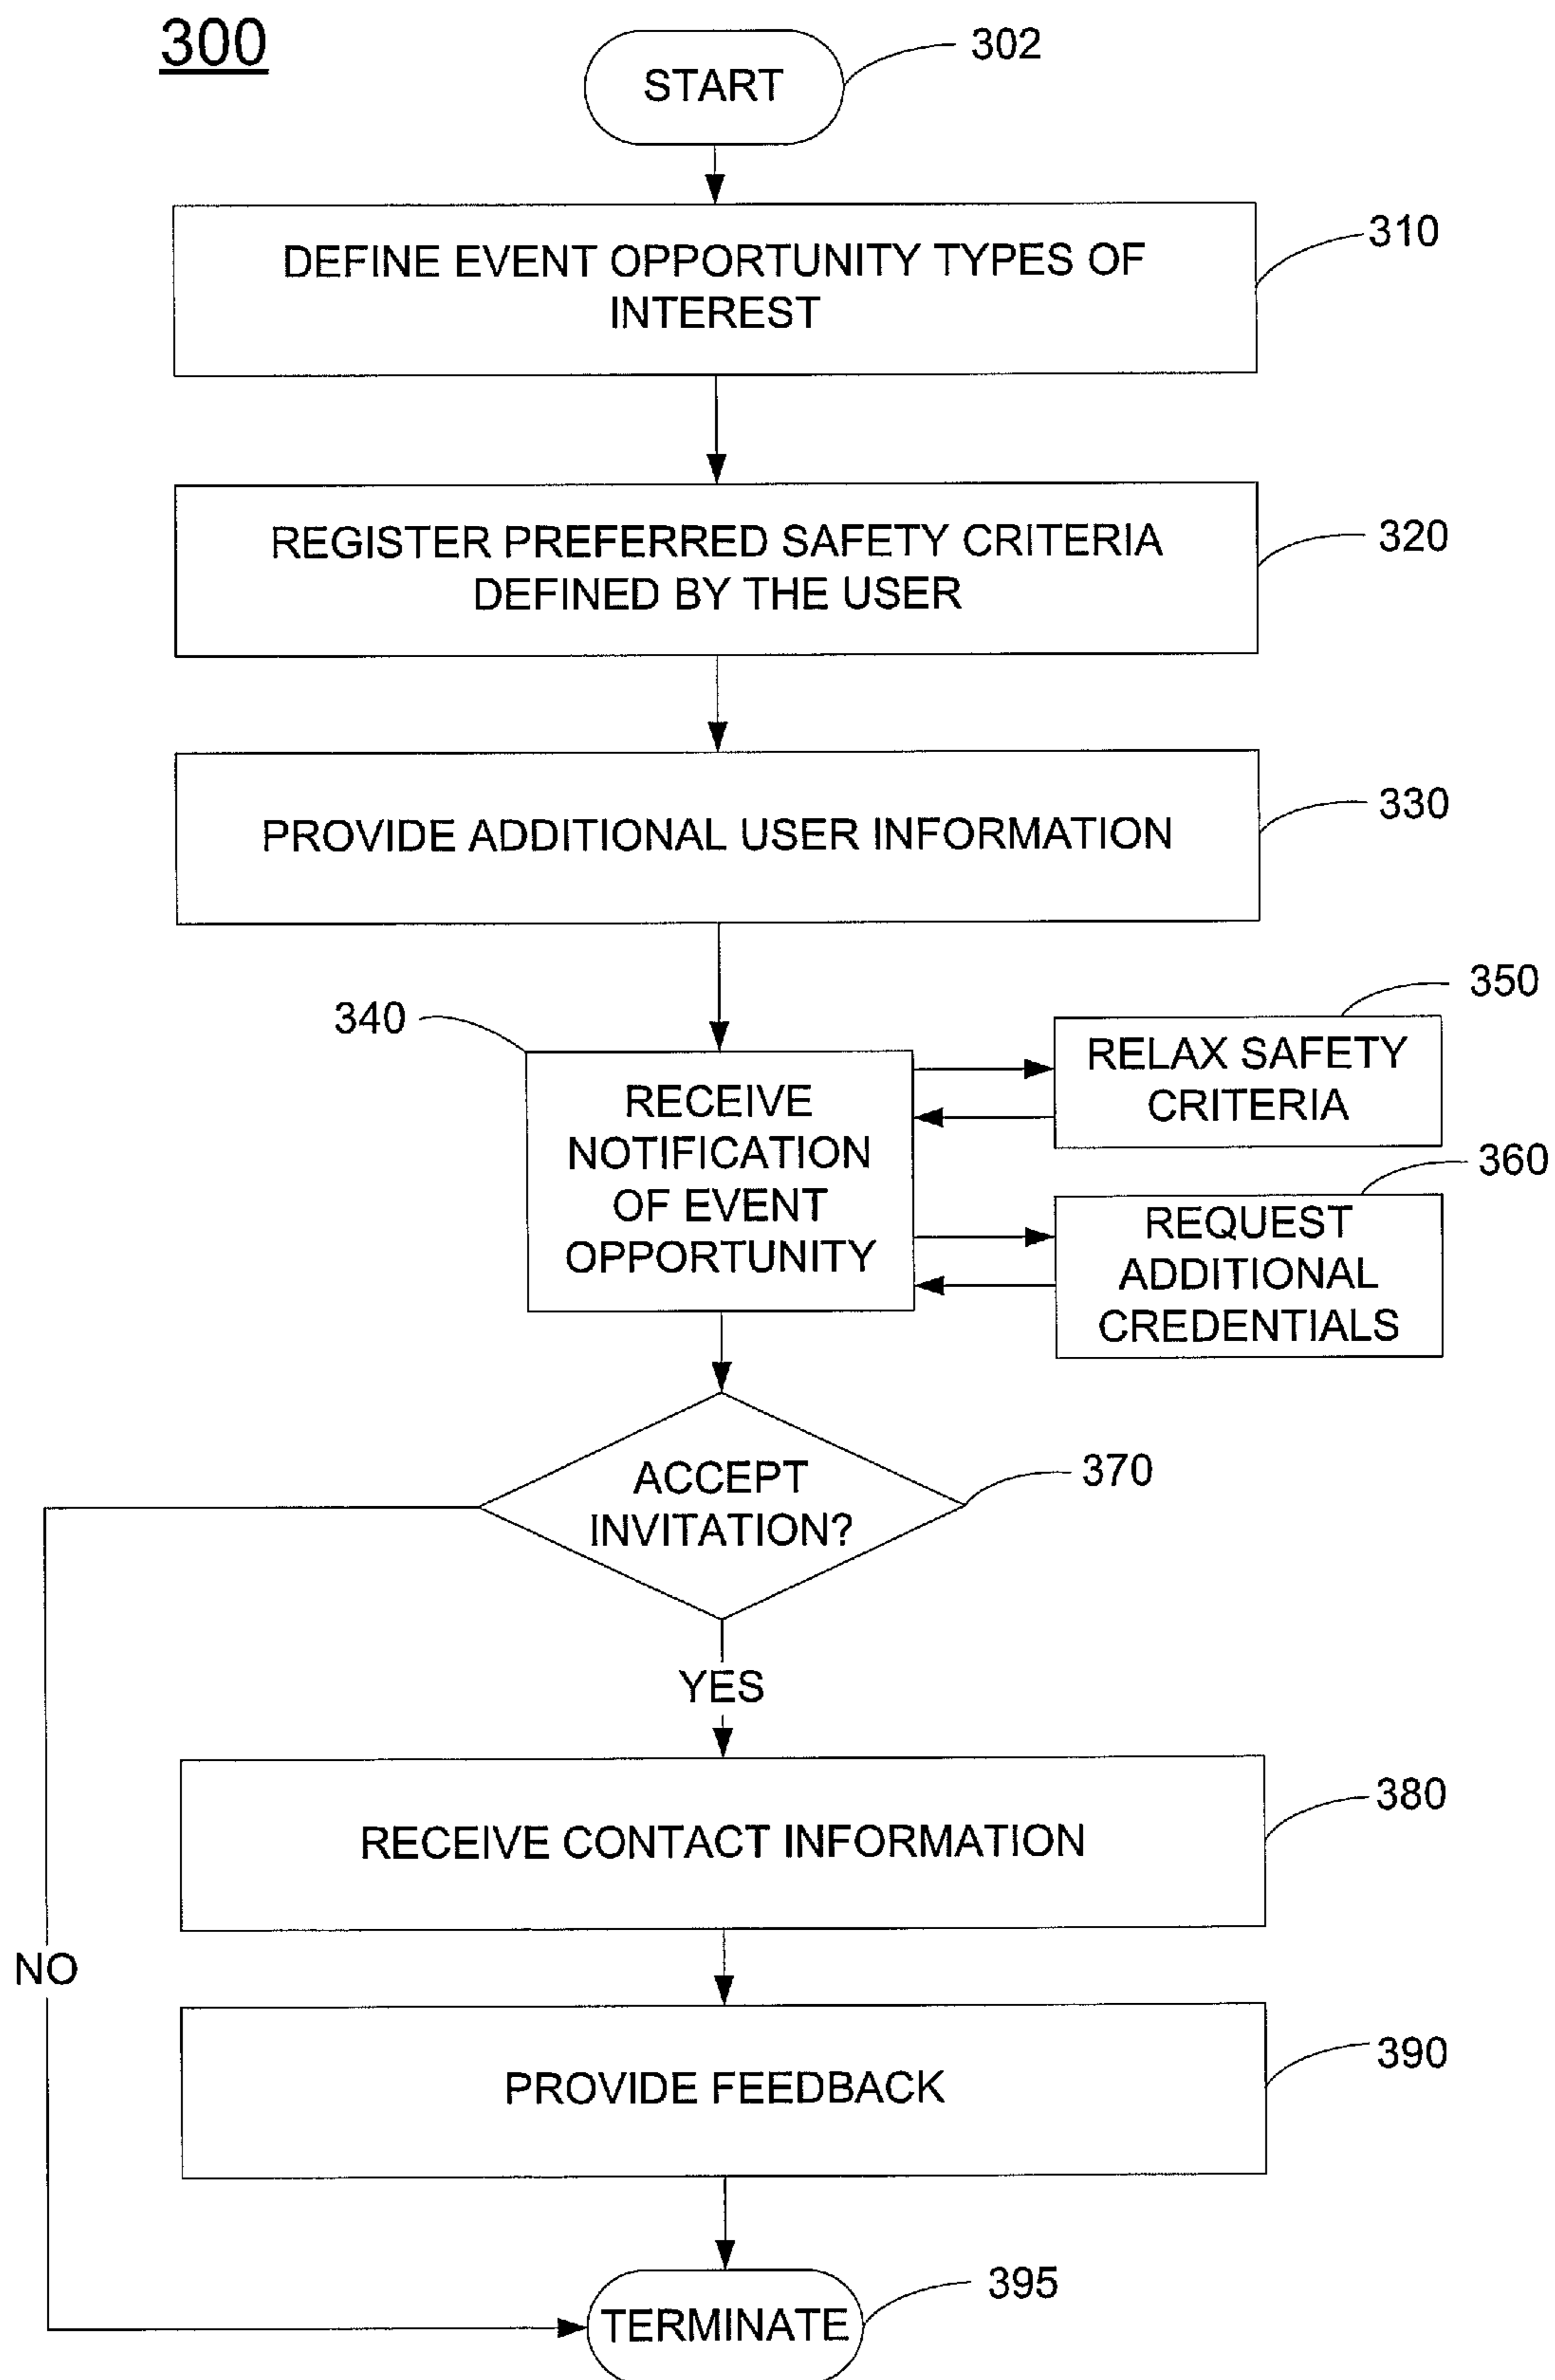 300
START
302
DEFINE EVENT OPPORTUNITY TYPES OF
INTEREST
310
REGISTER PREFERRED SAFETY CRITERIA
DEFINED BY THE USER
320
PROVIDE ADDITIONAL USER INFORMATION
330
340
RECEIVE
NOTIFICATION
OF EVENT
OPPORTUNITY
350
RELAX SAFETY
CRITERIA
360
REQUEST
ADDITIONAL
CREDENTIALS
ACCEPT
INVITATION?
370
YES
RECEIVE CONTACT INFORMATION
380
NO
PROVIDE FEEDBACK
390
TERMINATE
395